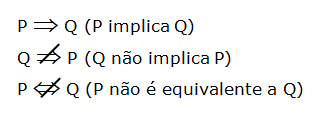 P ⟹ Q (P implica Q)
Q ⇏ P (Q não implica P)
P ⇎ Q (P não é equivalente a Q)